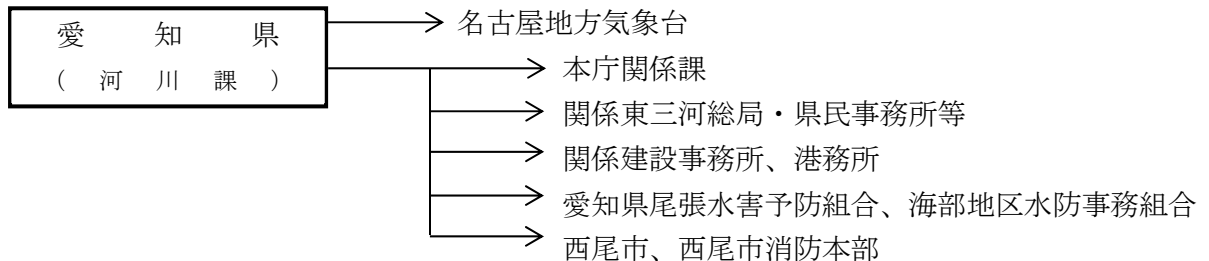 愛知県
(河川課)
名古屋地方気象台
本庁関係課
関係東三河総局・県民事務所等
関係建設事務所、港務所
愛知県尾張水害予防組合、海部地区水防事務組合
西尾市、西尾市消防本部